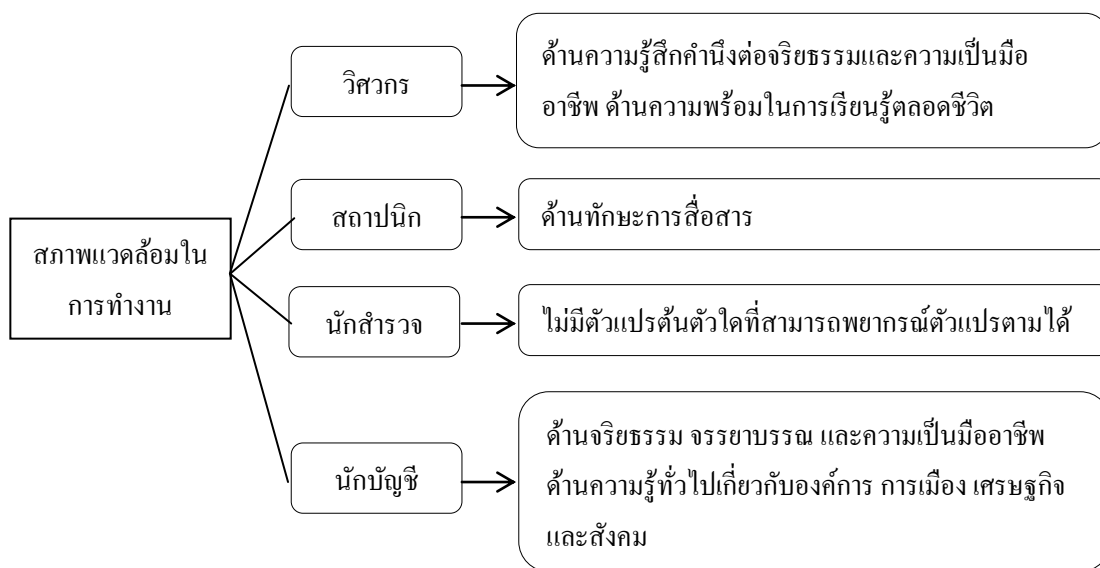 วิศวกร
ด้านความรู้สึกคำนึงต่อจริยธรรมและความเป็นมือ
อาชีพ ด้านความพร้อมในการเรียนรู้ตลอดชีวิต
สถาปนิก
ด้านทักษะการสื่อสาร
สภาพแวดล้อมใน
การทำงาน
นักสำรวจ
ไม่มีตัวแปรต้นตัวใดที่สามารถพยากรณ์ตัวแปรตามได้
นักบัญชี
ด้านจริยธรรม จรรยาบรรณ และความเป็นมืออาชีพ
ด้านความรู้ทั่วไปเกี่ยวกับองค์การ การเมือง เศรษฐกิจ
และสังคม